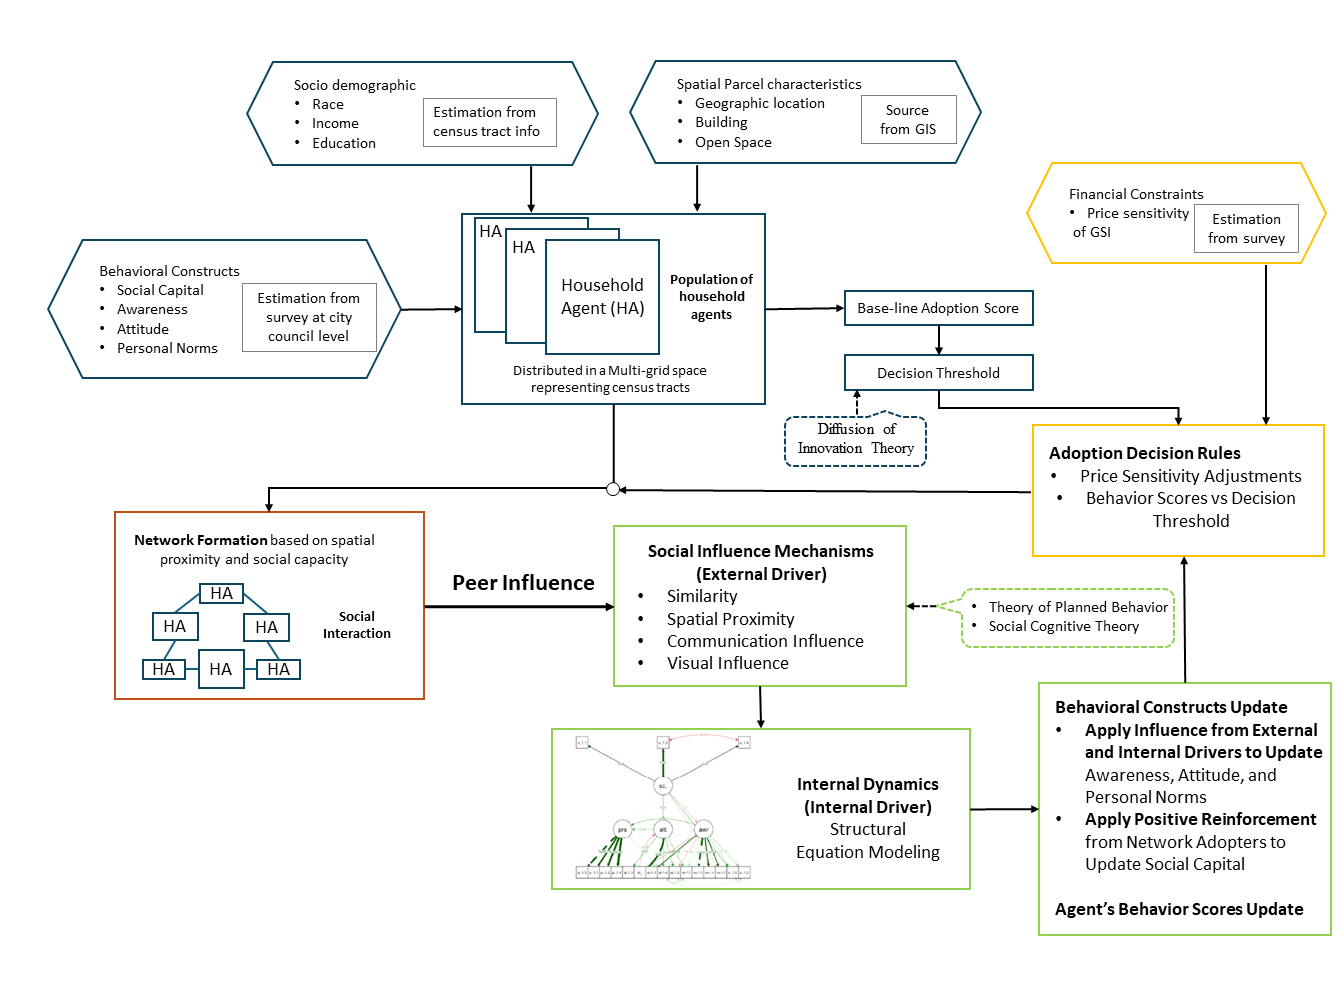 Socio demographic
• Race
• Income
• Education
Estimation from
census tract info
Spatial Parcel characteristics
• Geographic location
• Building
• Open Space
Source
from GIS
Financial Constraints
• Price sensitivity
of GSI
Estimation
from survey
Behavioral Constructs
• Social Capital
• Awareness
• Attitude
• Personal Norms
Estimation from
survey at city
council level
HA
HA
Household
Agent (HA)
Population of
household
agents
Distributed in a Multi-grid space
representing census tracts
Base-line Adoption Score
Decision Threshold
Diffusion of
Innovation Theory
Adoption Decision Rules
• Price Sensitivity Adjustments
• Behavior Scores vs Decision
Threshold
Network Formation based on spatial
proximity and social capacity
HA
HA
HA
HA
HA
HA
Social
Interaction
Peer Influence
Social Influence Mechanisms
(External Driver)
• Similarity
• Spatial Proximity
• Communication Influence
• Visual Influence
• Theory of Planned Behavior
• Social Cognitive Theory
prs
att
awr
Internal Dynamics
(Internal Driver)
Structural
Equation Modeling
Behavioral Constructs Update
• Apply Influence from External
and Internal Drivers to Update
Awareness, Attitude, and
Personal Norms
• Apply Positive Reinforcement
from Network Adopters to
Update Social Capital
Agent’s Behavior Scores Update